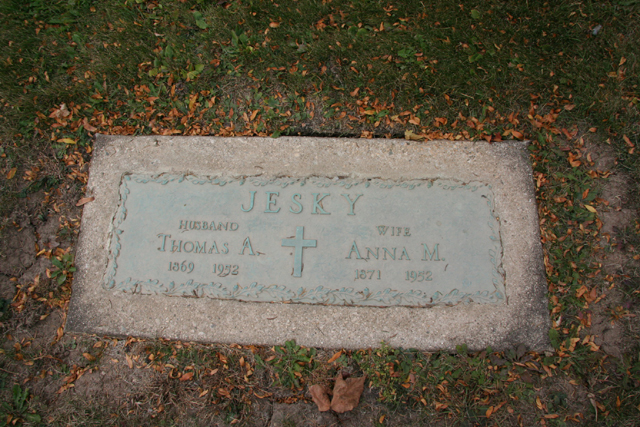 JESKY
HUSBAND
THOMAS A.
1869 1952
WIFE
ANNA M.
1871 1952